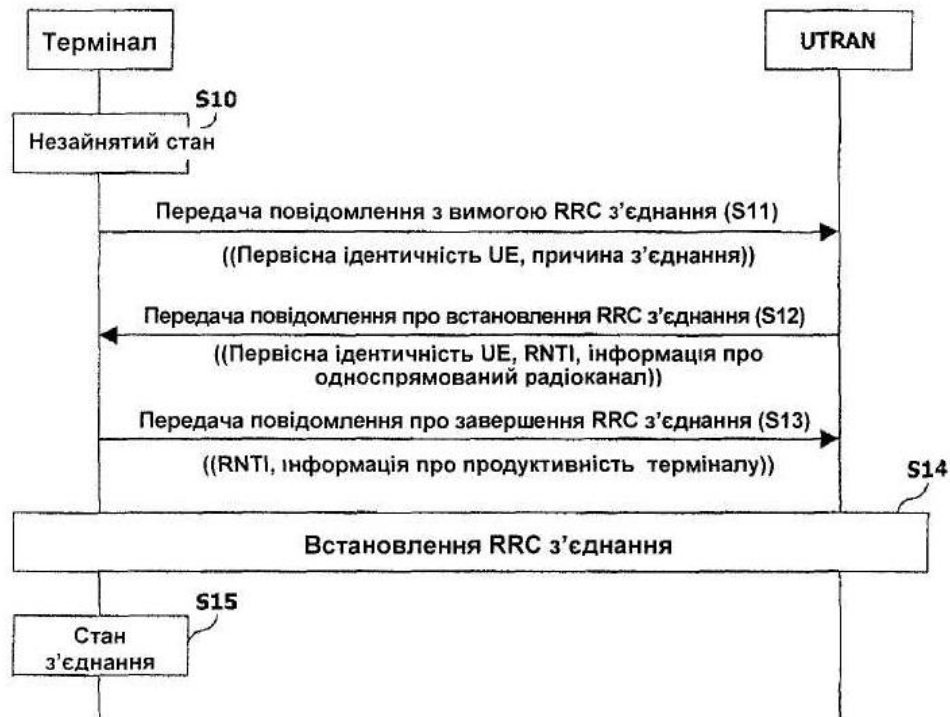 Термінал
UTRAN
S10
Незайнятий стан
Передача повідомлення з вимогою RRC з'єднання (S11)
((Первісна ідентичність UE, причина з'єднання))
Передача повідомлення про встановлення RRC з'єднання (S12)
((Первісна ідентичність UE, RNTI, інформація про
односпрямований радіоканал))
Передача повідомлення про завершення RRC з'єднання (S13)
((RNTI, інформація про продуктивність терміналу))
S14
Встановлення RRC з'єднання
S15
Стан
з'єднання